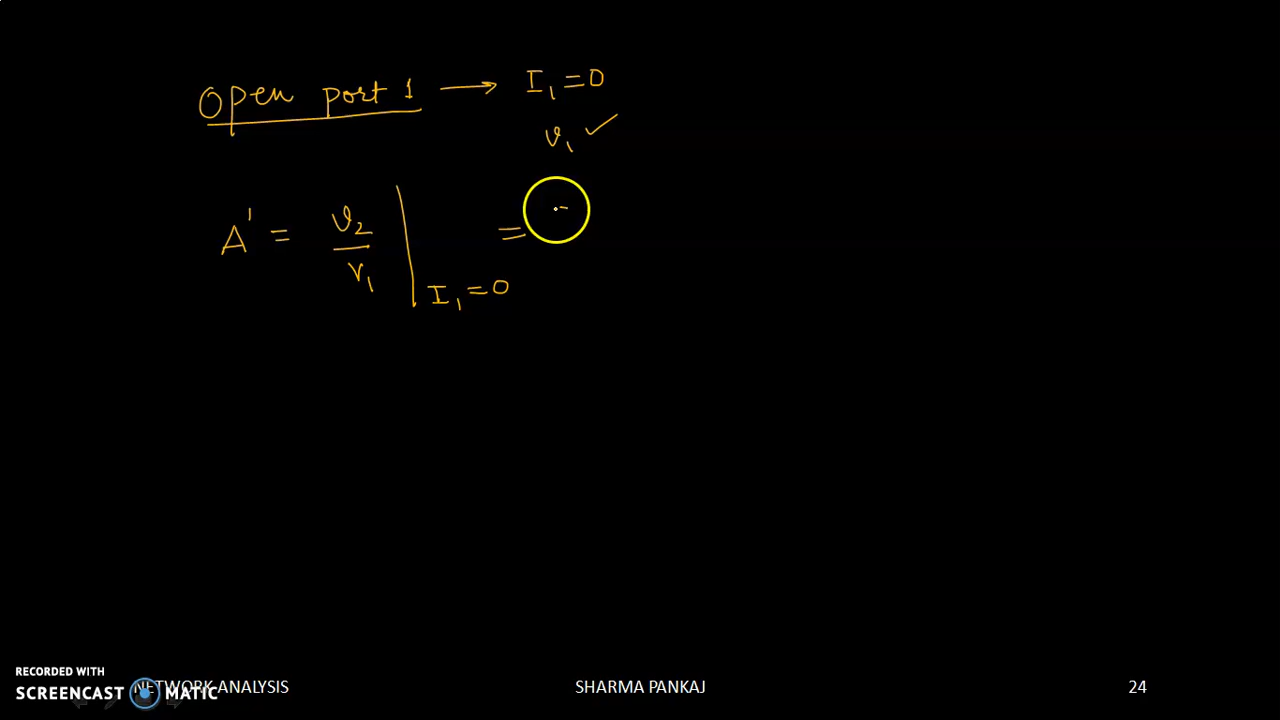 Open port 1 → I₁ = 0
v₁ ✓
A' = v₂ / v₁ | I₁ = 0 =
RECORDED WITH
SCREENCAST MATIC
NETWORK ANALYSIS
SHARMA PANKAJ
24